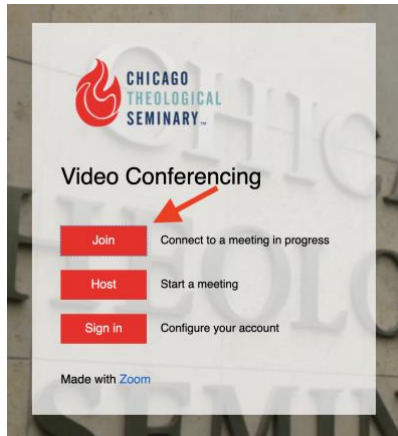 CHICAGO
THEOLOGICAL
SEMINARY™
Video Conferencing
Join Connect to a meeting in progress
Host Start a meeting
Sign in Configure your account
Made with Zoom